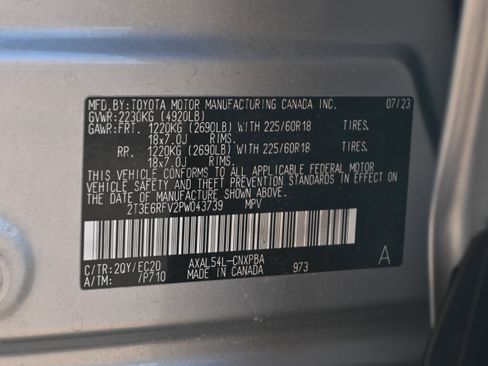 MFD. BY: TOYOTA MOTOR MANUFACTURING CANADA INC. 07/23
GVWR: 2230KG (4920LB)
GAWR: FRT. 1220KG (2690LB) WITH 225/60R18 TIRES,
18x7.0J RIMS.
RR. 1220KG (2690LB) WITH 225/60R18 TIRES,
18x7.0J RIMS.
THIS VEHICLE CONFORMS TO ALL APPLICABLE FEDERAL MOTOR
VEHICLE SAFETY AND THEFT PREVENTION STANDARDS IN EFFECT ON
THE DATE OF MANUFACTURE SHOWN ABOVE.
2T3E6RFV2PW043739 MPV
C/TR: 2QY/EC20 AXAL54L-CNXPBA
A/TM: /P710 MADE IN CANADA 973 A